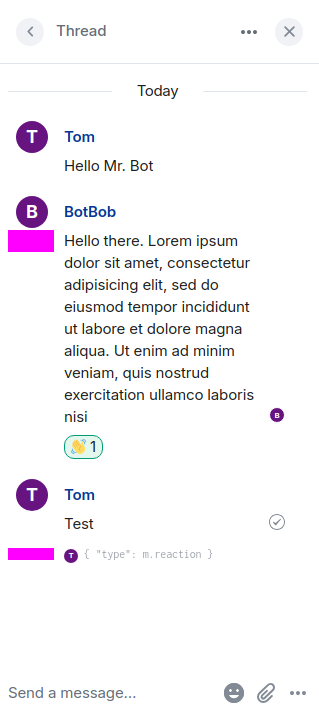 Thread
Today
T
Tom
Hello Mr. Bot
B
BotBob
Hello there. Lorem ipsum
dolor sit amet, consectetur
adipisicing elit, sed do
eiusmod tempor incididunt
ut labore et dolore magna
aliqua. Ut enim ad minim
veniam, quis nostrud
exercitation ullamco laboris
nisi
B
👋 1
T
Tom
Test
T { "type": m.reaction }
Send a message...